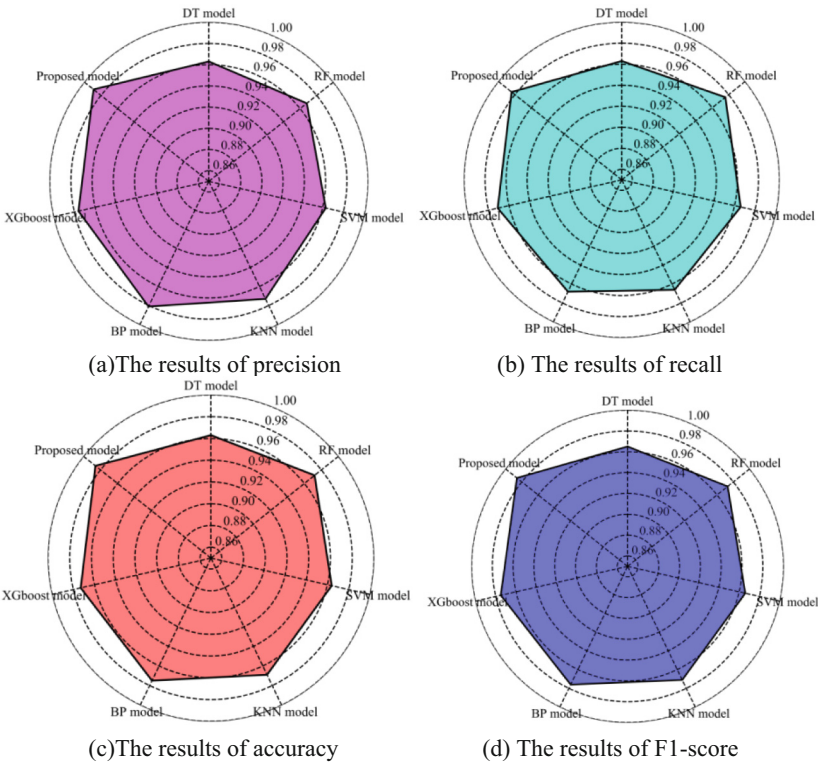 DT model
1.00
0.98
0.96
0.94
0.92
0.90
0.88
0.86
Proposed model
RF model
XGboost model
SVM model
BP model
KNN model
(a)The results of precision
DT model
1.00
0.98
0.96
0.94
0.92
0.90
0.88
0.86
Proposed model
RF model
XGboost model
SVM model
BP model
KNN model
(b) The results of recall
DT model
1.00
0.98
0.96
0.94
0.92
0.90
0.88
0.86
Proposed model
RF model
XGboost model
SVM model
BP model
KNN model
(c)The results of accuracy
DT model
1.00
0.98
0.96
0.94
0.92
0.90
0.88
0.86
Proposed model
RF model
XGboost model
SVM model
BP model
KNN model
(d) The results of F1-score